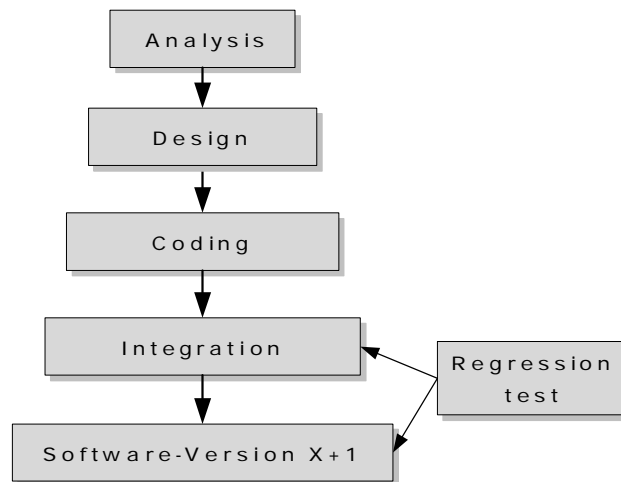 Analysis
Design
Coding
Integration
Regression
test
Software-Version X+1